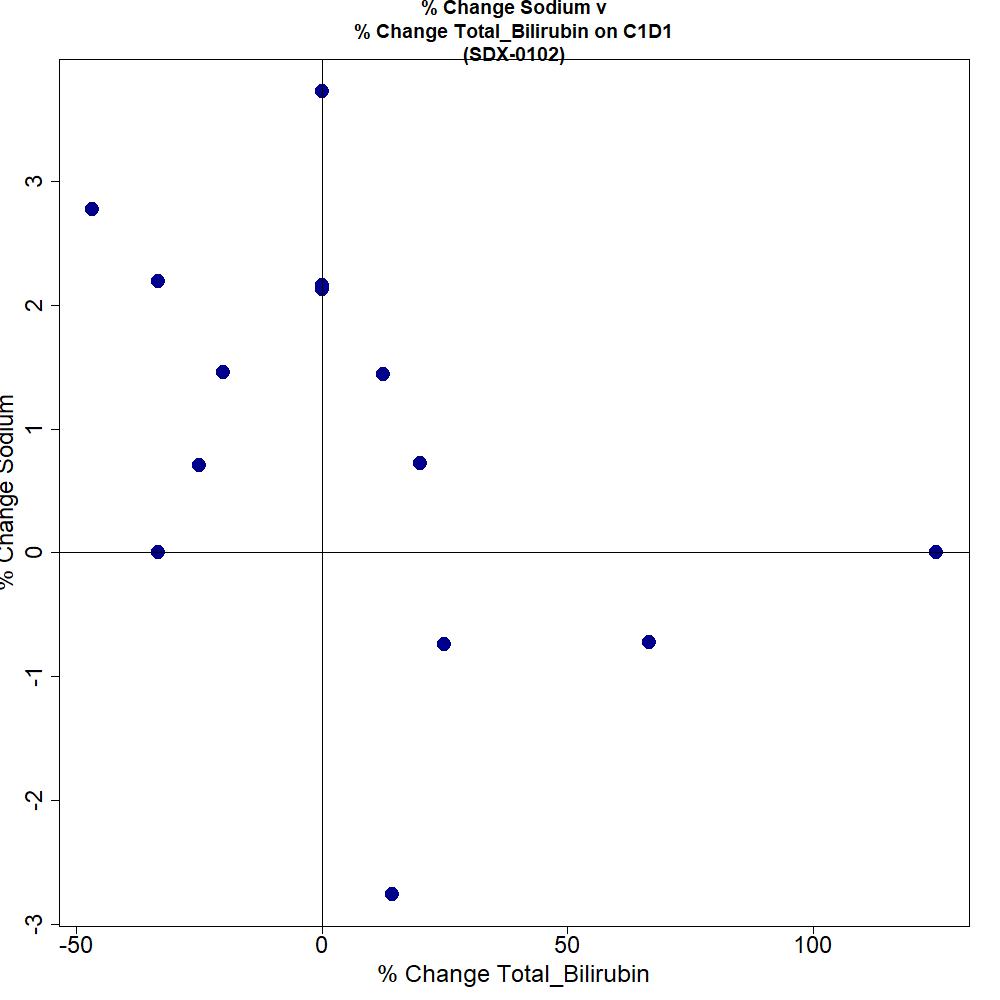 % Change Sodium v
% Change Total_Bilirubin on C1D1
(SDX-0102)
% Change Sodium
3
2
1
0
-1
-2
-3
-50
0
50
100
% Change Total_Bilirubin